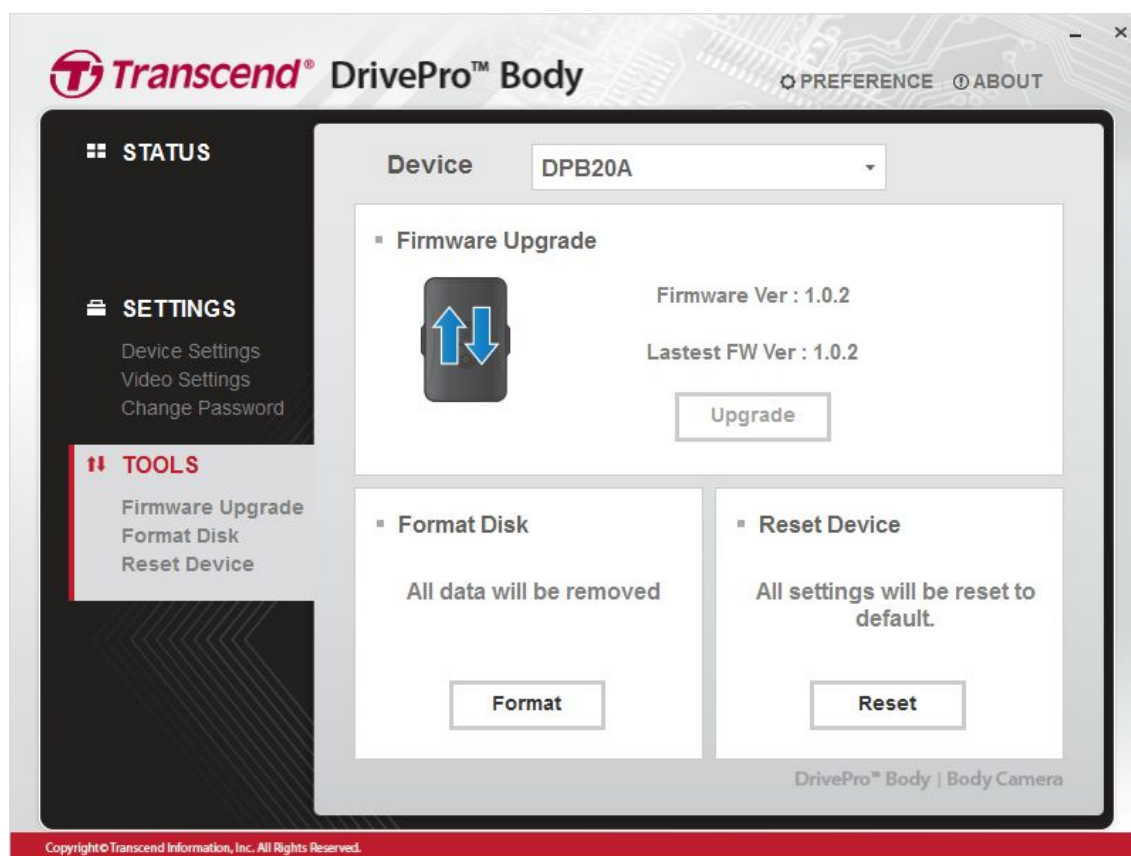 Transcend® DrivePro™ Body
PREFERENCE ABOUT
STATUS
SETTINGS
Device Settings
Video Settings
Change Password
TOOLS
Firmware Upgrade
Format Disk
Reset Device
Device DPB20A
Firmware Upgrade
Firmware Ver : 1.0.2
Lastest FW Ver : 1.0.2
Upgrade
Format Disk
All data will be removed
Format
Reset Device
All settings will be reset to
default.
Reset
DrivePro™ Body | Body Camera
Copyright© Transcend Information, Inc. All Rights Reserved.